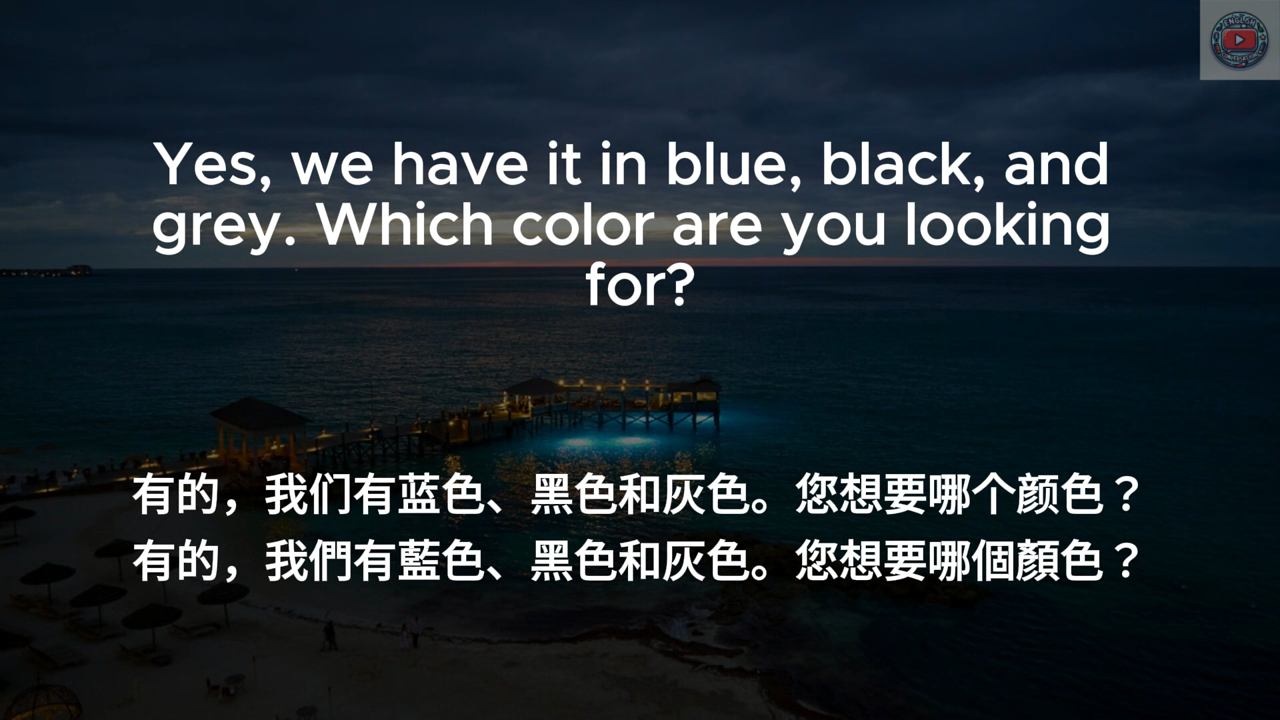 Yes, we have it in blue, black, and
grey. Which color are you looking
for?
有的，我们有蓝色、黑色和灰色。您想要哪个颜色？
有的，我們有藍色、黑色和灰色。您想要哪個顏色？